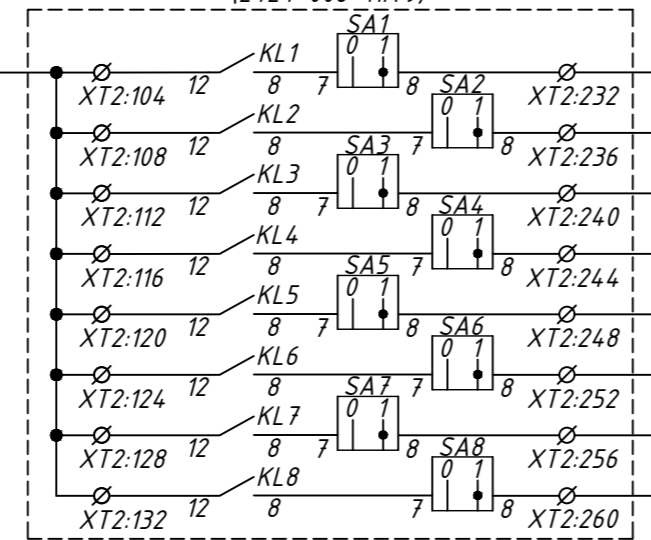 SA1
0 1
KL1
XT2:104 12 8 7 8 XT2:232
SA2
0 1
KL2
XT2:108 12 8 7 8 XT2:236
SA3
0 1
KL3
XT2:112 12 8 7 8 XT2:240
SA4
0 1
KL4
XT2:116 12 8 7 8 XT2:244
SA5
0 1
KL5
XT2:120 12 8 7 8 XT2:248
SA6
0 1
KL6
XT2:124 12 8 7 8 XT2:252
SA7
0 1
KL7
XT2:128 12 8 7 8 XT2:256
SA8
0 1
KL8
XT2:132 12 8 7 8 XT2:260